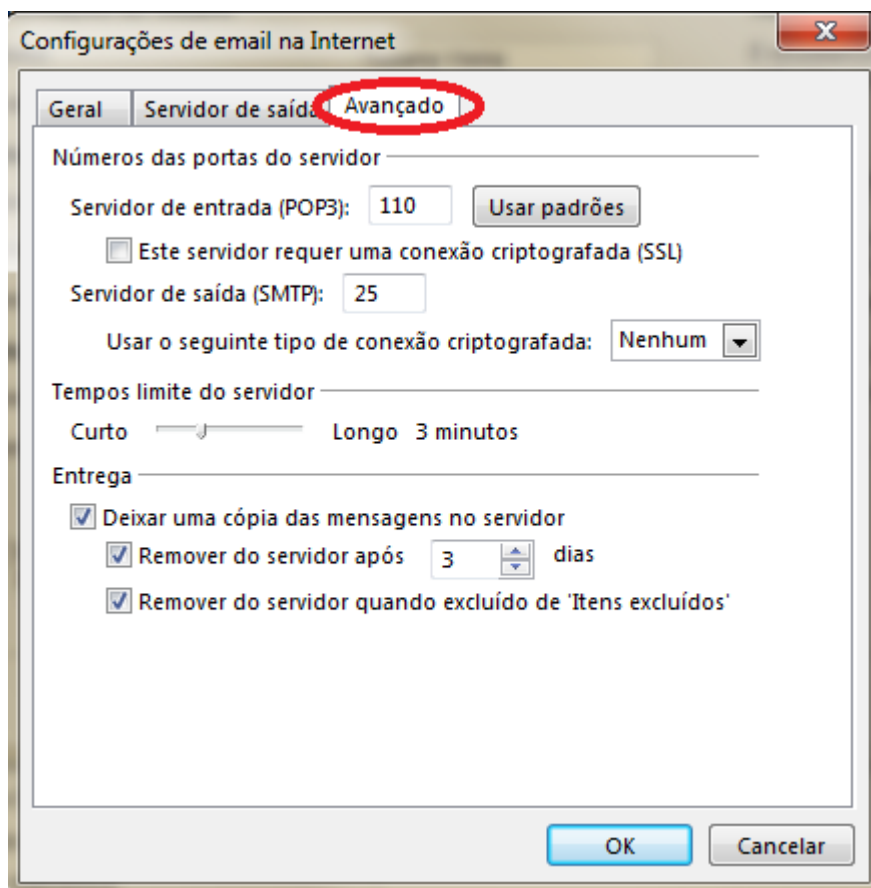 Configurações de email na Internet
Geral Servidor de saída Avançado
Números das portas do servidor
Servidor de entrada (POP3): 110 Usar padrões
Este servidor requer uma conexão criptografada (SSL)
Servidor de saída (SMTP): 25
Usar o seguinte tipo de conexão criptografada: Nenhum
Tempos limite do servidor
Curto Longo 3 minutos
Entrega
Deixar uma cópia das mensagens no servidor
Remover do servidor após 3 dias
Remover do servidor quando excluído de 'Itens excluídos'
OK Cancelar